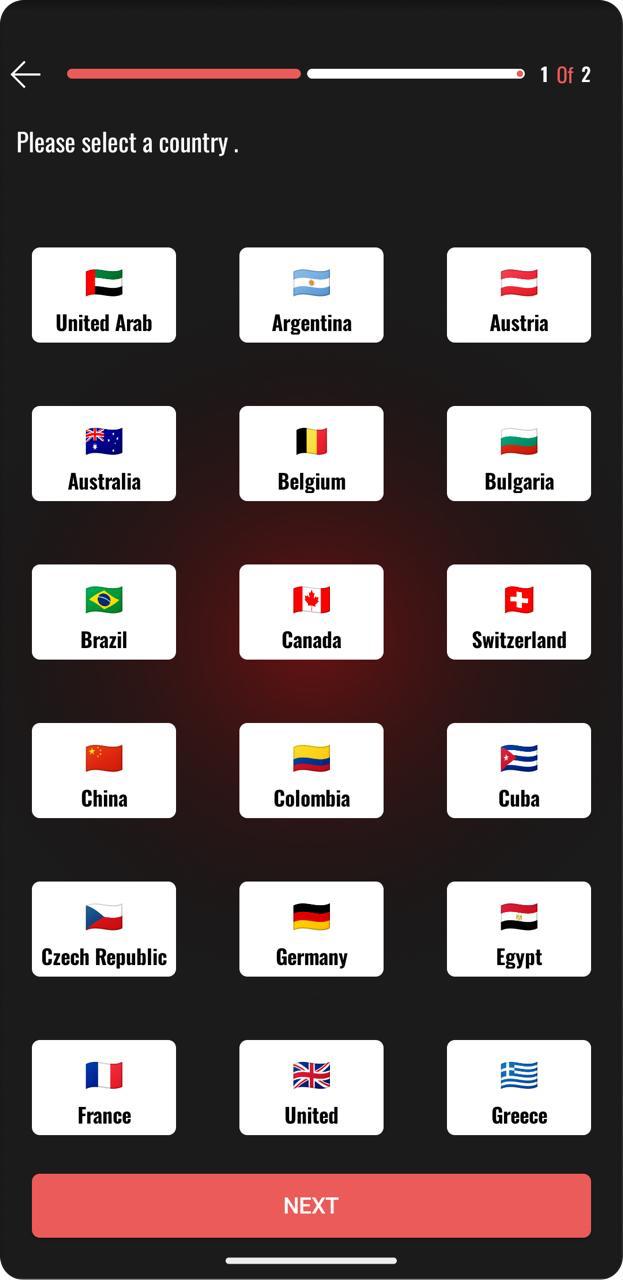 1 Of 2
Please select a country .
United Arab
Argentina
Austria
Australia
Belgium
Bulgaria
Brazil
Canada
Switzerland
China
Colombia
Cuba
Czech Republic
Germany
Egypt
France
United
Greece
NEXT